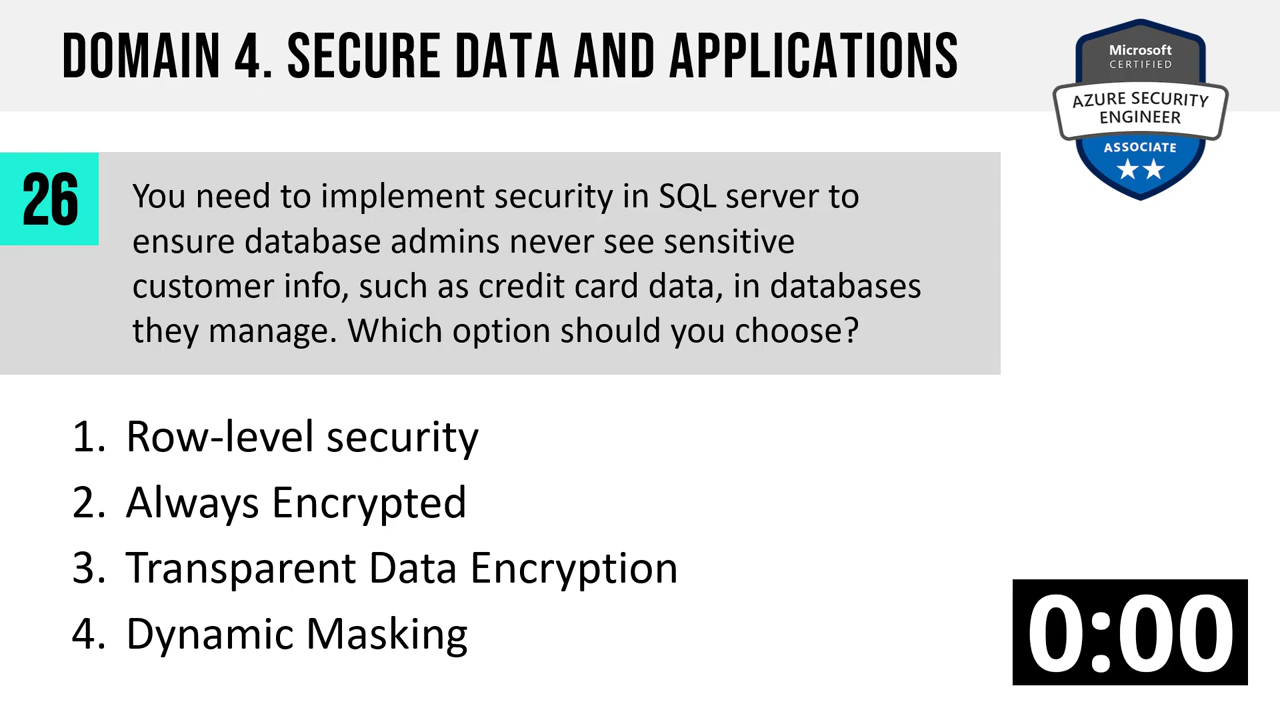 DOMAIN 4. SECURE DATA AND APPLICATIONS
Microsoft
CERTIFIED
AZURE SECURITY
ENGINEER
ASSOCIATE
26
You need to implement security in SQL server to
ensure database admins never see sensitive
customer info, such as credit card data, in databases
they manage. Which option should you choose?
1. Row-level security
2. Always Encrypted
3. Transparent Data Encryption
4. Dynamic Masking
0:00